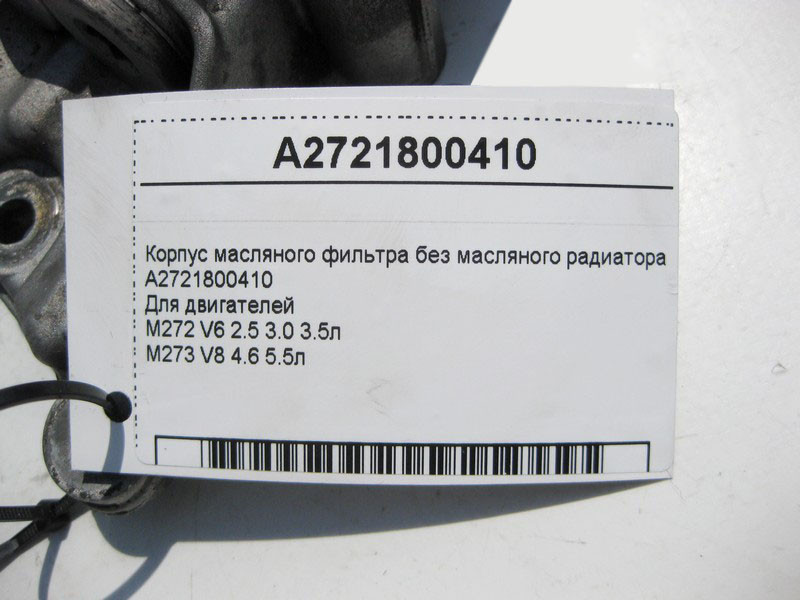 A2721800410
Корпус масляного фильтра без масляного радиатора
A2721800410
Для двигателей
M272 V6 2.5 3.0 3.5л
M273 V8 4.6 5.5л